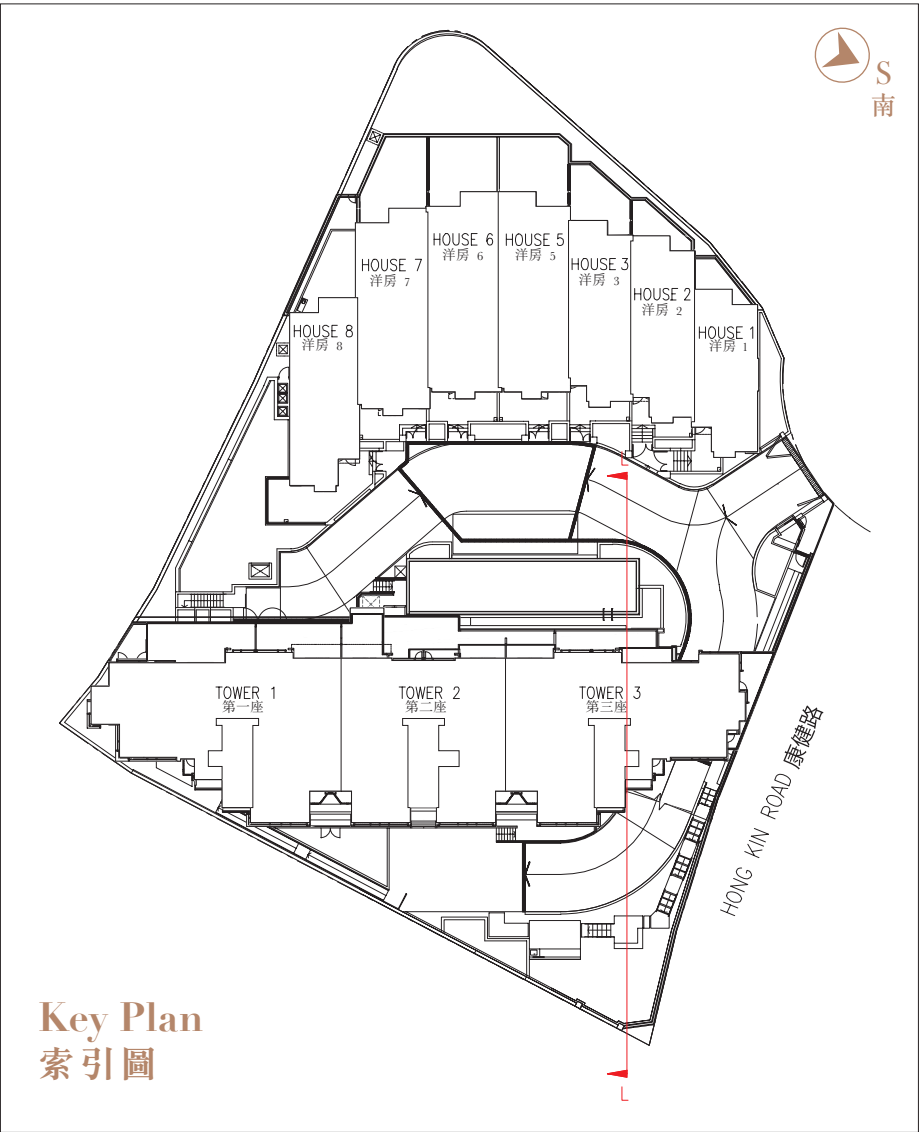 S
南
HOUSE 6
洋房 6
HOUSE 5
洋房 5
HOUSE 7
洋房 7
HOUSE 3
洋房 3
HOUSE 2
洋房 2
HOUSE 8
洋房 8
HOUSE 1
洋房 1
L
TOWER 1
第一座
TOWER 2
第二座
TOWER 3
第三座
HONG KIN ROAD 康健路
Key Plan
索引圖
L